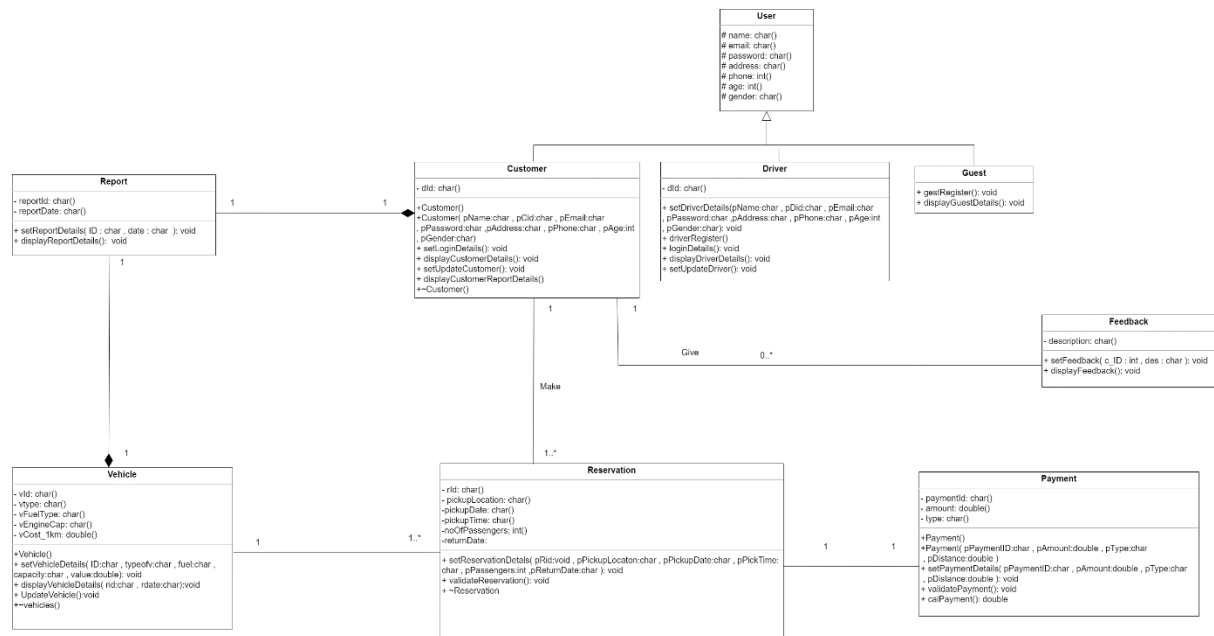 User
# name: char()
# email: char()
# password: char()
# address: char()
# phone: int()
# age: int()
# gender: char()
Report
- reportId: char()
- reportDate: char()
+ setReportDetails( ID : char , date : char ): void
+ displayReportDetails(): void
1
1
1
Customer
- dId: char()
+Customer()
+Customer( pName:char , pCid:char , pEmail:char
, pPassword:char ,pAddress:char , pPhone:char , pAge:int
, pGender:char)
+ setLoginDetails(): void
+ displayCustomerDetails(): void
+ setUpdateCustomer(): void
+ displayCustomerReportDetails()
+~Customer()
Driver
- dId: char()
+ setDriverDetails(pName:char , pDid:char , pEmail:char
, pPassword:char ,pAddress:char , pPhone:char , pAge:int
, pGender:char): void
+ driverRegister()
+ loginDetails(): void
+ displayDriverDetails(): void
+ setUpdateDriver(): void
Guest
+ gestRegister(): void
+ displayGuestDetails(): void
1
1
Give
0..*
Feedback
- description: char()
+ setFeedback( c_ID : int , des : char ): void
+ displayFeedback(): void
Make
1..*
1
Vehicle
- vId: char()
- vtype: char()
- vFuelType: char()
- vEngineCap: char()
- vCost_1km: double()
+Vehicle()
+ setVehicleDetails( ID:char , typeofv:char , fuel:char ,
capacity:char , value:double): void
+ displayVehicleDetails( rid:char , rdate:char):void
+ UpdateVehicle():void
+~vehicles()
1
1..*
Reservation
- rId: char()
- pickupLocation: char()
-pickupDate: char()
-pickupTime: char()
-noOfPassengers: int()
-returnDate:
+ setReservationDetals( pRid:void , pPickupLocaton:char , pPickupDate:char , pPickTime:
char , pPassengers:int ,pReturnDate:char ): void
+ validateReservation(): void
+ ~Reservation
1
1
Payment
- paymentId: char()
- amount: double()
- type: char()
+Payment()
+Payment( pPaymentID:char , pAmount:double , pType:char
, pDistance:double )
+ setPaymentDetails( pPaymentID:char , pAmount:double , pType:char
, pDistance:double ): void
+ validatePayment(): void
+ calPayment(): double